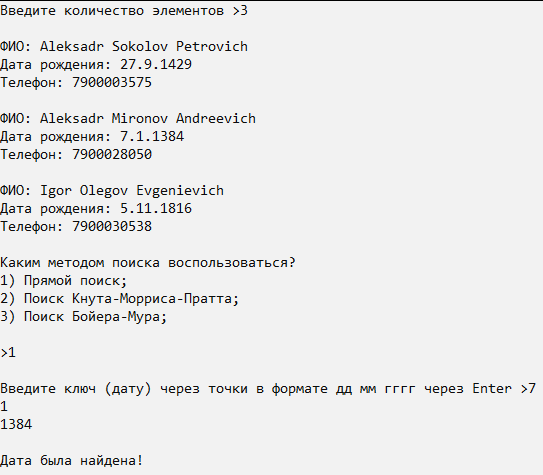 Введите количество элементов >3
ФИО: Aleksadr Sokolov Petrovich
Дата рождения: 27.9.1429
Телефон: 7900003575
ФИО: Aleksadr Mironov Andreevich
Дата рождения: 7.1.1384
Телефон: 7900028050
ФИО: Igor Olegov Evgenievich
Дата рождения: 5.11.1816
Телефон: 7900030538
Каким методом поиска воспользоваться?
1) Прямой поиск;
2) Поиск Кнута-Морриса-Пратта;
3) Поиск Бойера-Мура;
>1
Введите ключ (дату) через точки в формате дд мм гггг через Enter >7
1
1384
Дата была найдена!